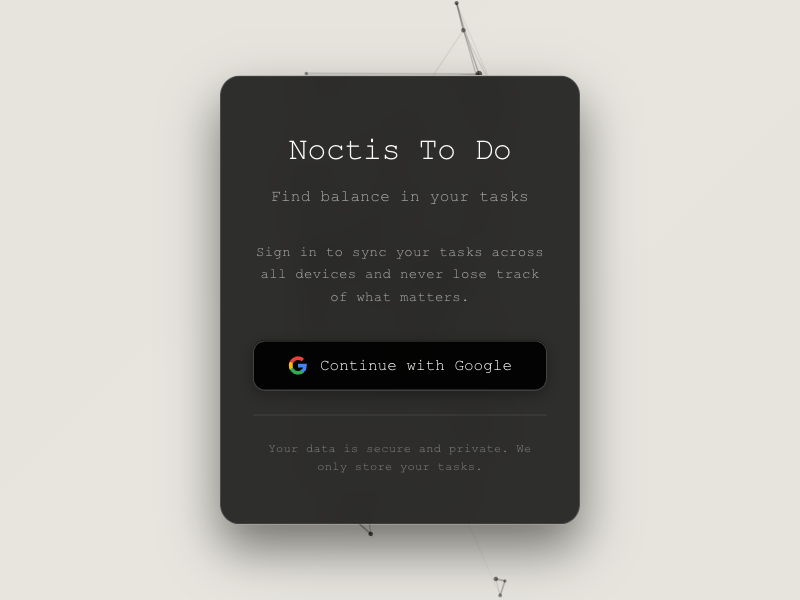 Noctis To Do
Find balance in your tasks
Sign in to sync your tasks across
all devices and never lose track
of what matters.
Continue with Google
Your data is secure and private. We
only store your tasks.